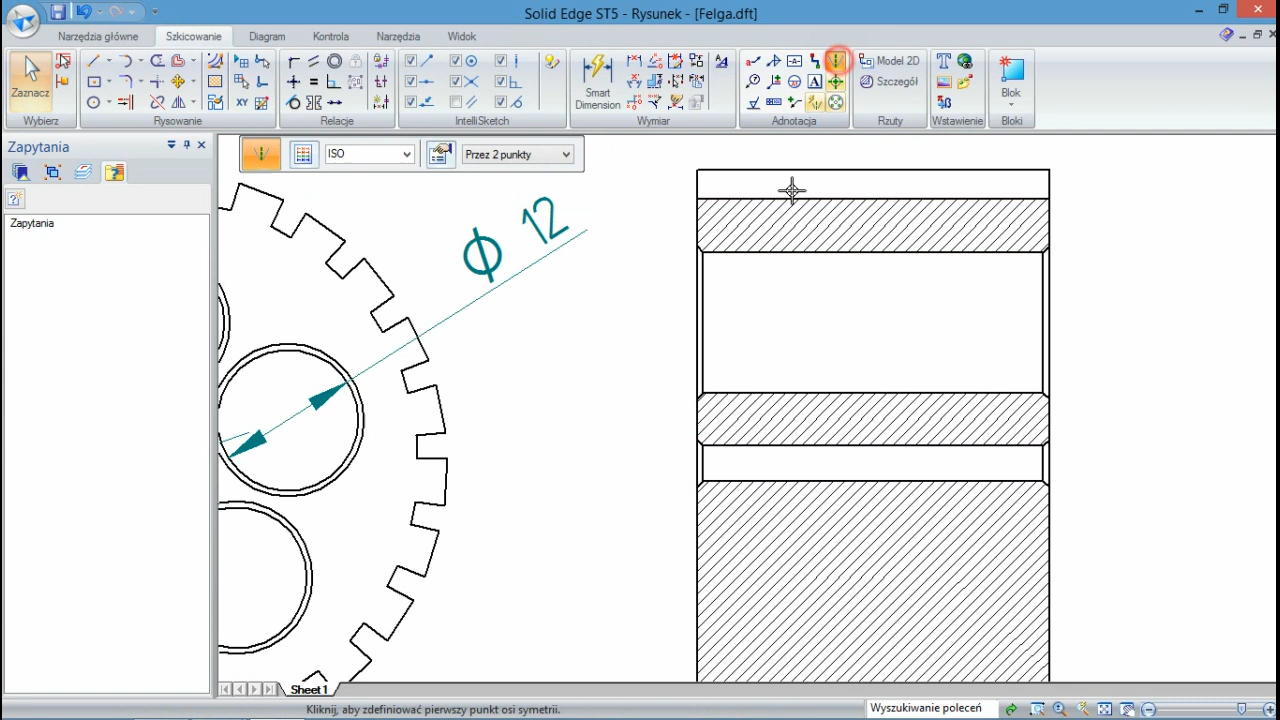 Solid Edge ST5 - Rysunek - [Felga.dft]
Narzędzia główne
Szkicowanie
Diagram
Kontrola
Narzędzia
Widok
Zaznacz
Smart Dimension
Model 2D
Szczegół
Blok
Wybierz
Rysowanie
Relacje
IntelliSketch
Wymiar
Adnotacja
Rzuty
Wstawienie
Bloki
Zapytania
ISO
Przez 2 punkty
Zapytania
ϕ 12
Sheet1
Kliknij, aby zdefiniować pierwszy punkt osi symetrii.
Wyszukiwanie poleceń